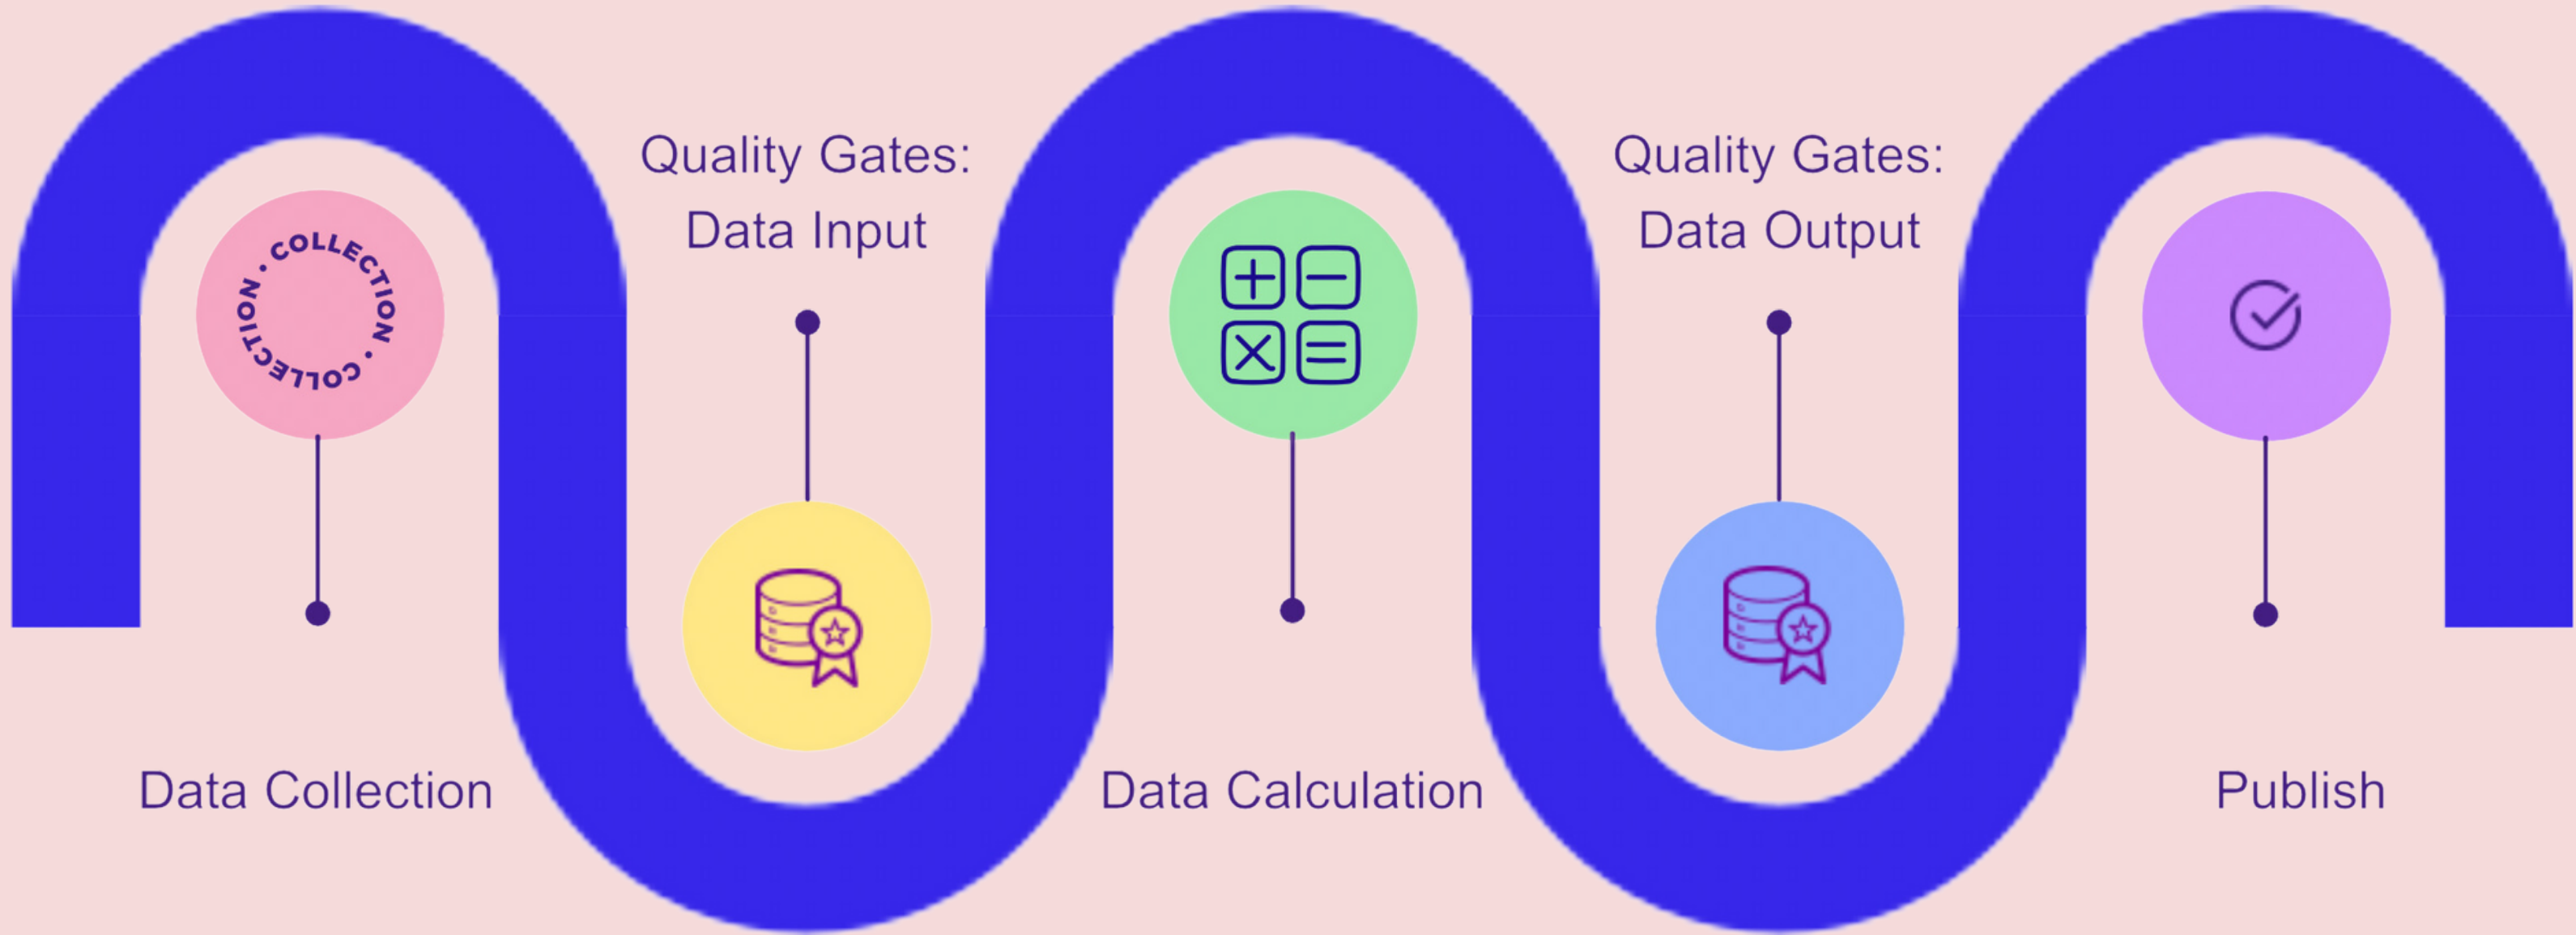 COLLECTION · COLLECTION ·
Data Collection
Quality Gates:
Data Input
Data Calculation
Quality Gates:
Data Output
Publish